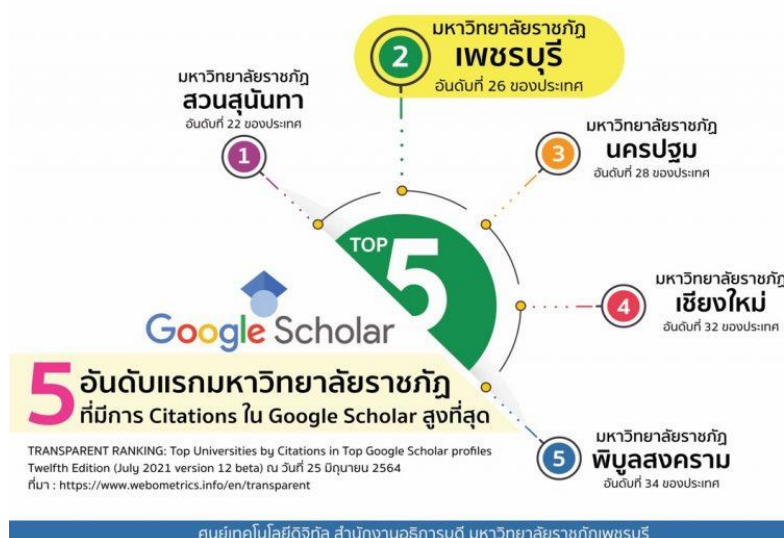 มหาวิทยาลัยราชภัฏ
สวนสุนันทา
อันดับที่ 22 ของประเทศ
1
2
มหาวิทยาลัยราชภัฏ
เพชรบุรี
อันดับที่ 26 ของประเทศ
3
มหาวิทยาลัยราชภัฏ
นครปฐม
อันดับที่ 28 ของประเทศ
4
มหาวิทยาลัยราชภัฏ
เชียงใหม่
อันดับที่ 32 ของประเทศ
5
มหาวิทยาลัยราชภัฏ
พิบูลสงคราม
อันดับที่ 34 ของประเทศ
TOP 5
Google Scholar
5 อันดับแรกมหาวิทยาลัยราชภัฏ
ที่มีการ Citations ใน Google Scholar สูงที่สุด
TRANSPARENT RANKING: Top Universities by Citations in Top Google Scholar profiles
Twelfth Edition (July 2021 version 12 beta) ณ วันที่ 25 มิถุนายน 2564
ที่มา : https://www.webometrics.info/en/transparent
ศูนย์เทคโนโลยีดิจิทัล สำนักงานอธิการบดี มหาวิทยาลัยราชภัฏเพชรบุรี